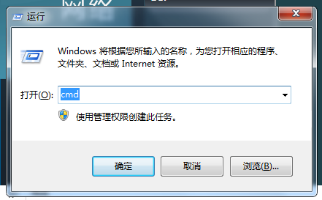 运行
Windows 将根据您所输入的名称，为您打开相应的程序、
文件夹、文档或 Internet 资源。
打开(O):
cmd
使用管理权限创建此任务。
确定
取消
浏览(B)...